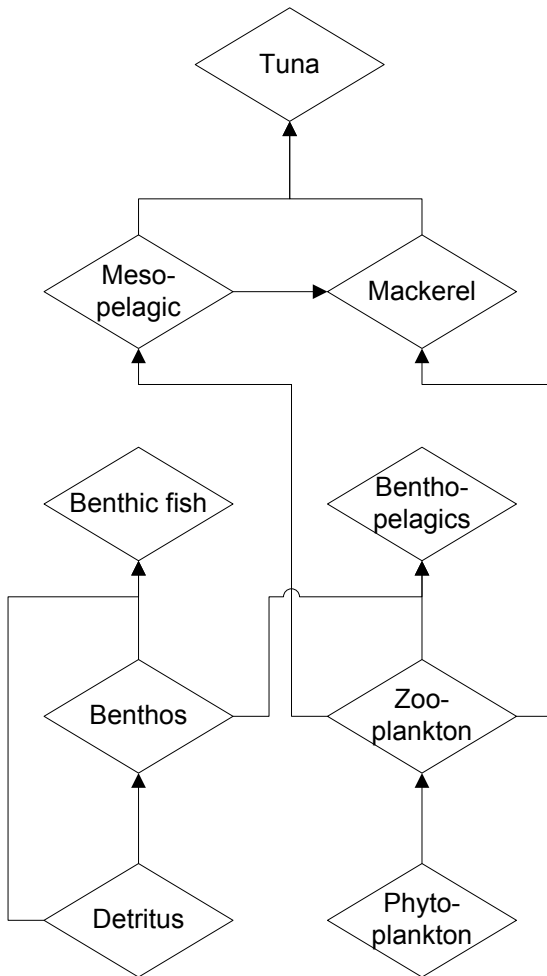 Tuna
Meso-
pelagic
Mackerel
Benthic fish
Bentho-
pelagics
Benthos
Zoo-
plankton
Detritus
Phyto-
plankton